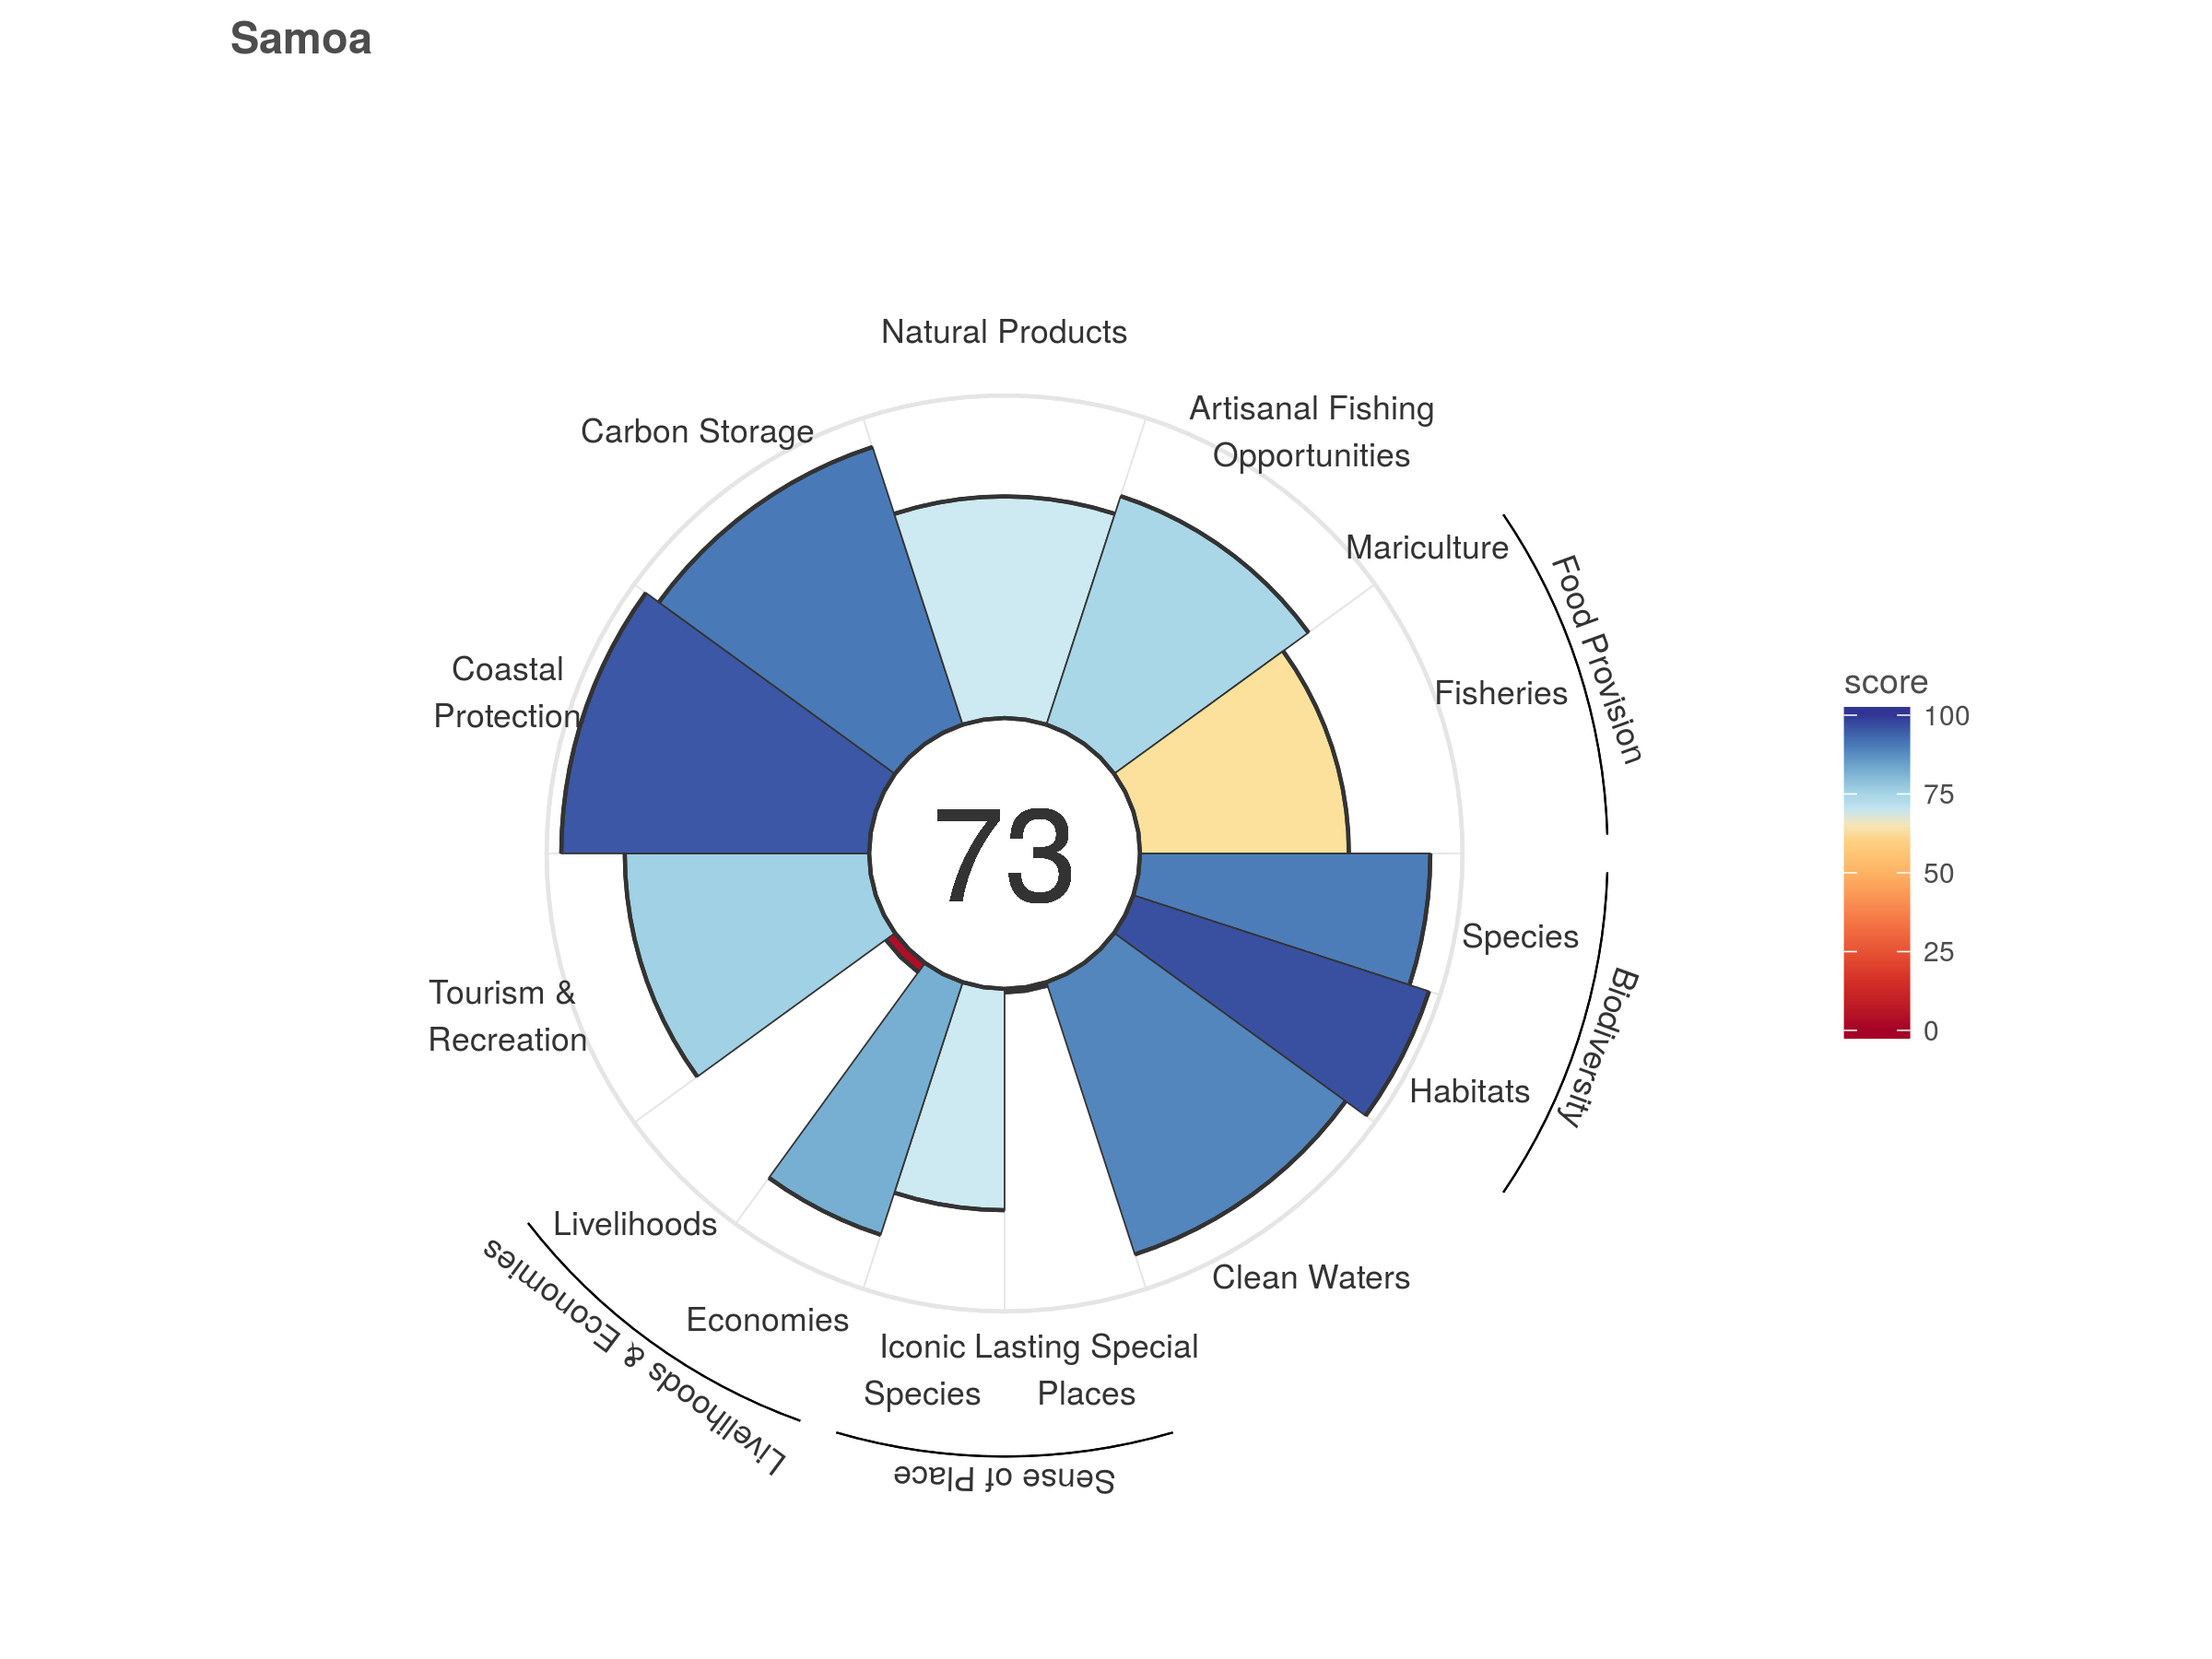 Samoa
Natural Products
Artisanal Fishing
Opportunities
Carbon Storage
Mariculture
Food Provision
Coastal
Protection
Fisheries
score
100
75
50
25
0
73
Species
Biodiversity
Tourism &
Recreation
Habitats
Livelihoods
Livelihoods & Economies
Clean Waters
Economies
Iconic
Species
Lasting Special
Places
Sense of Place